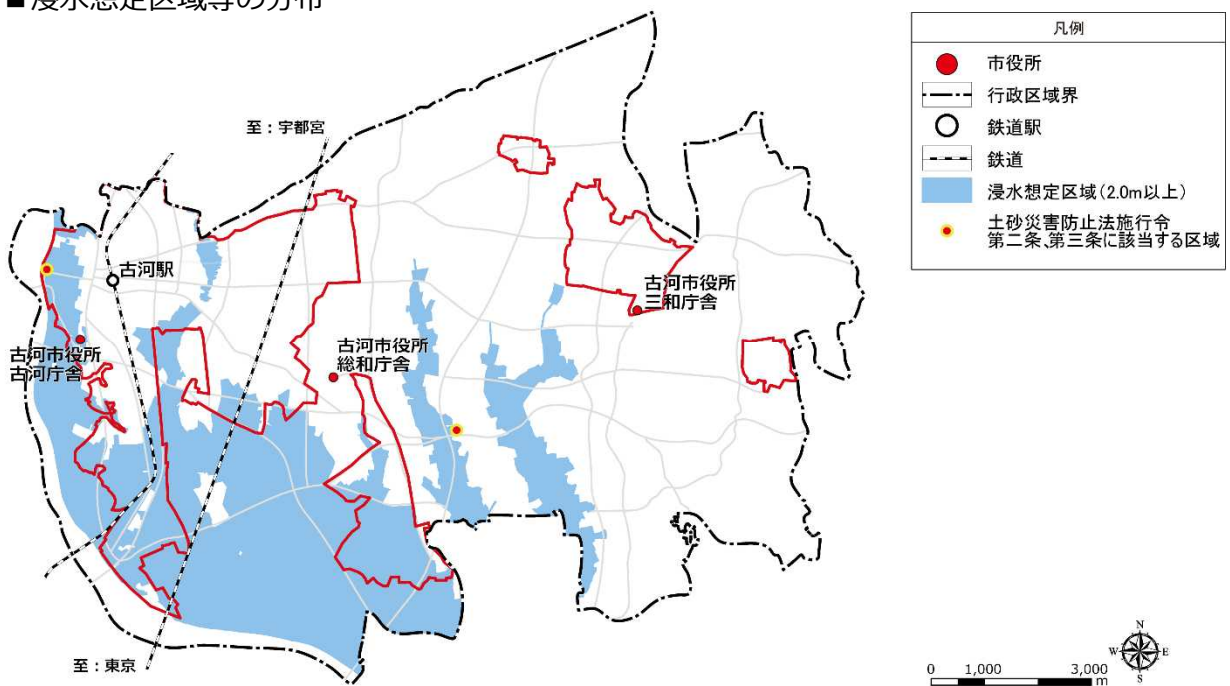 ■浸水想定区域等の分布
凡例
市役所
行政区域界
鉄道駅
鉄道
浸水想定区域(2.0m以上)
土砂災害防止法施行令
第二条、第三条に該当する区域
至：宇都宮
古河駅
古河市役所
古河庁舎
古河市役所
総和庁舎
古河市役所
三和庁舎
至：東京
N
W
E
S
0 1,000 3,000
m